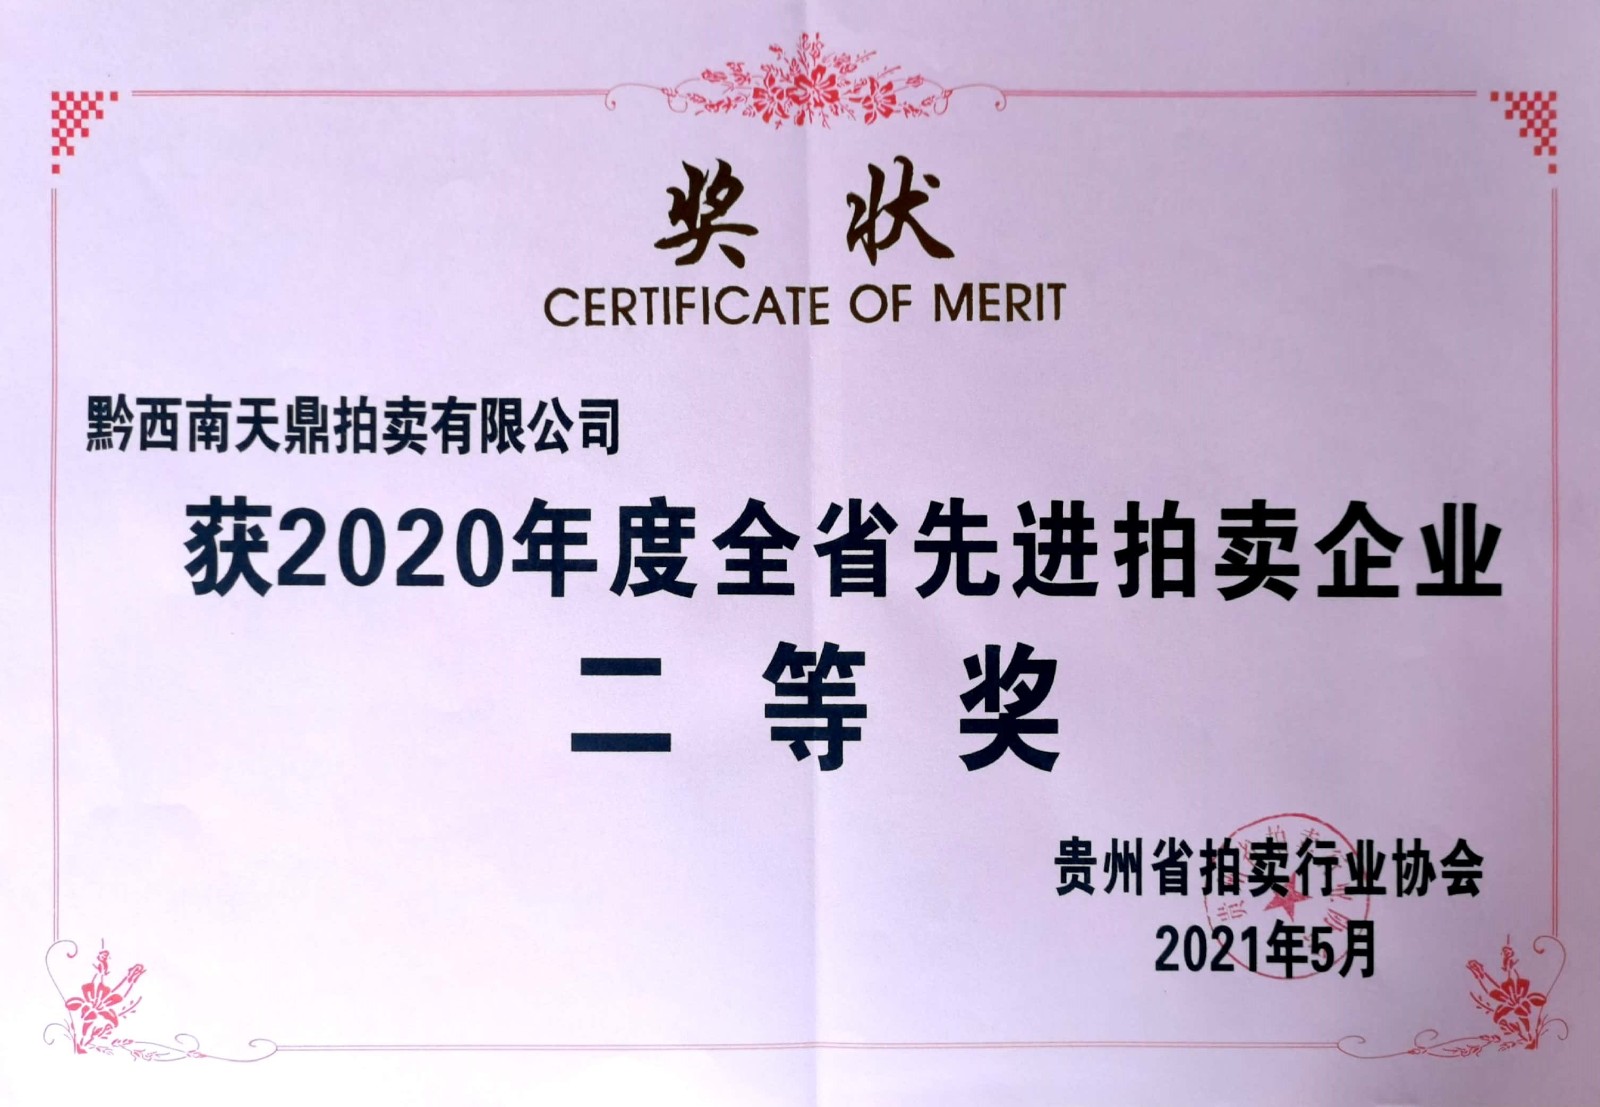 奖状
CERTIFICATE OF MERIT
黔西南天鼎拍卖有限公司
获2020年度全省先进拍卖企业
二等奖
贵州省拍卖行业协会
2021年5月